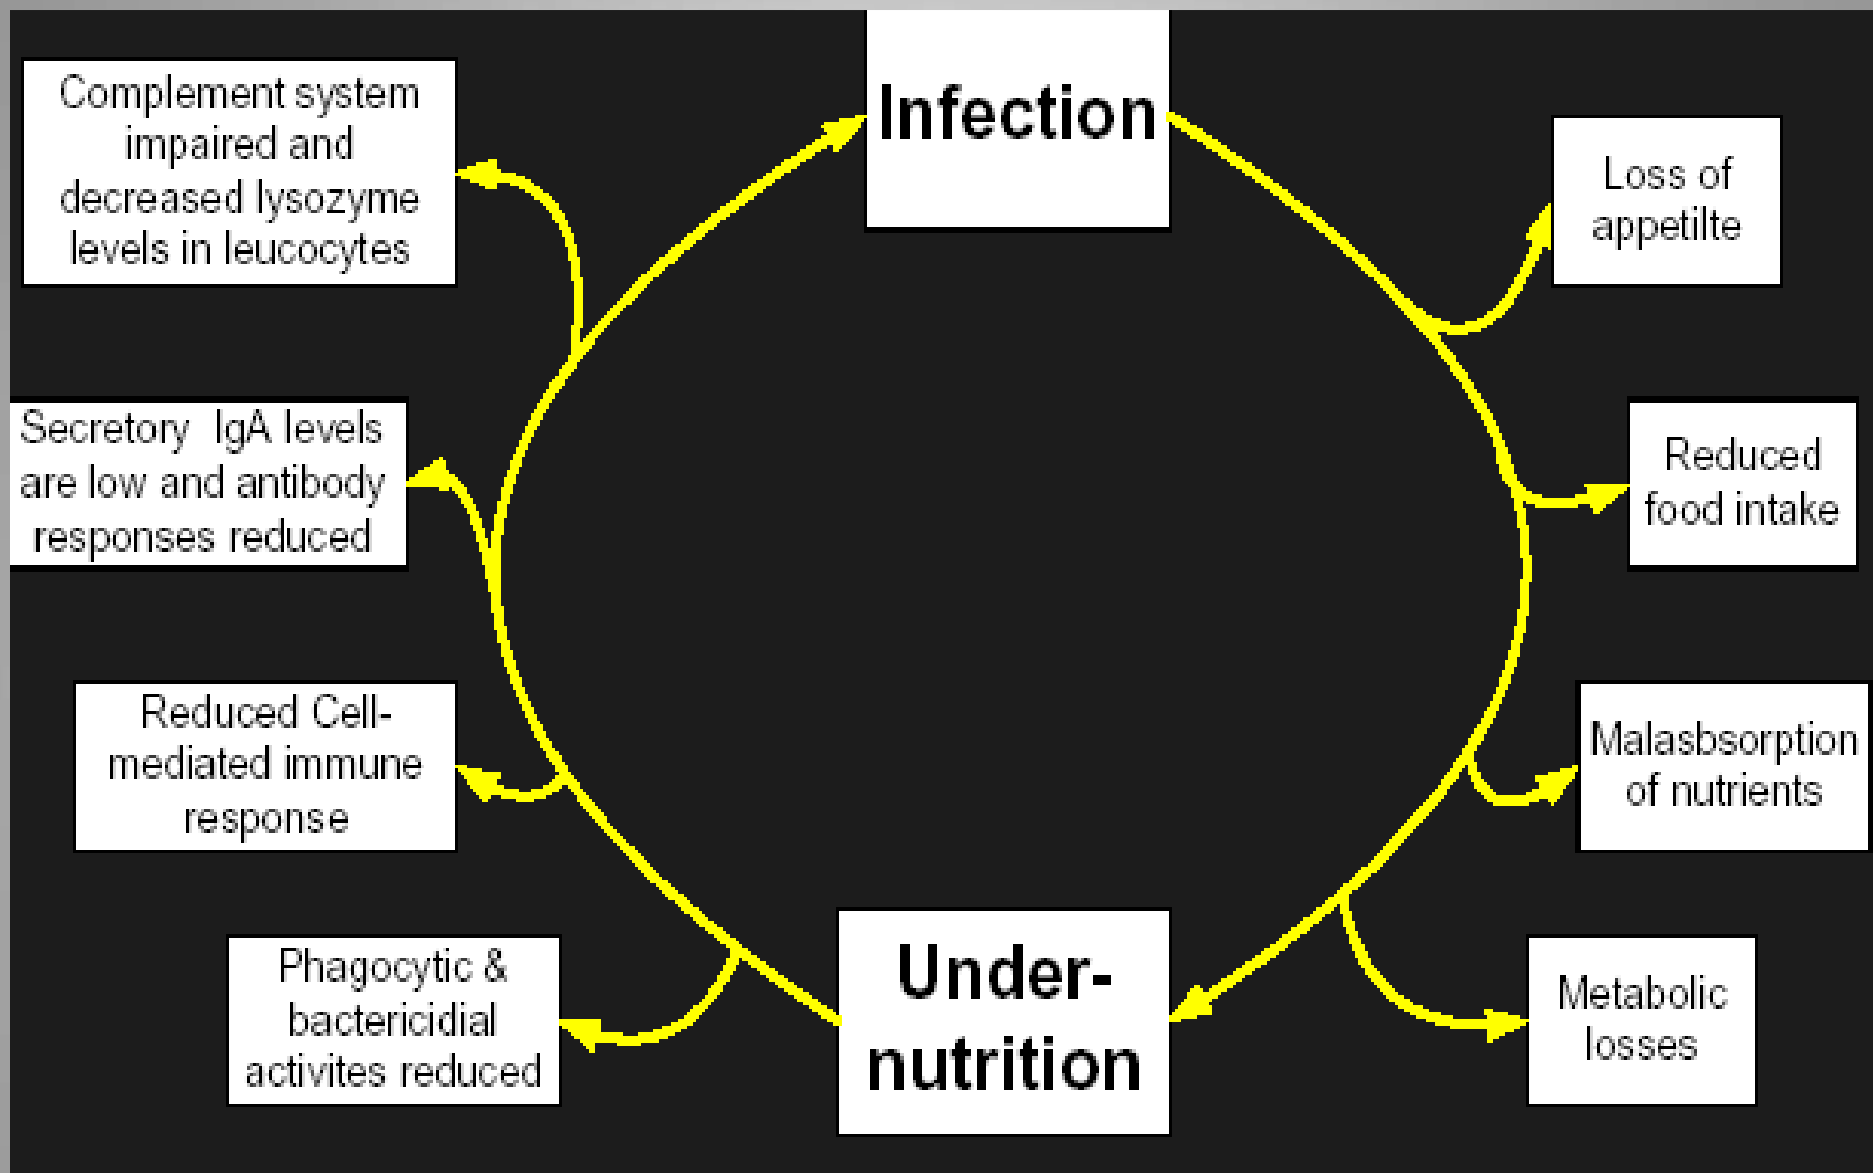 Infection
Complement system
impaired and
decreased lysozyme
levels in leucocytes
Loss of
appetilte
Secretory IgA levels
are low and antibody
responses reduced
Reduced
food intake
Reduced Cell-
mediated immune
response
Malasbsorption
of nutrients
Phagocytic &
bactericidial
activites reduced
Under-
nutrition
Metabolic
losses